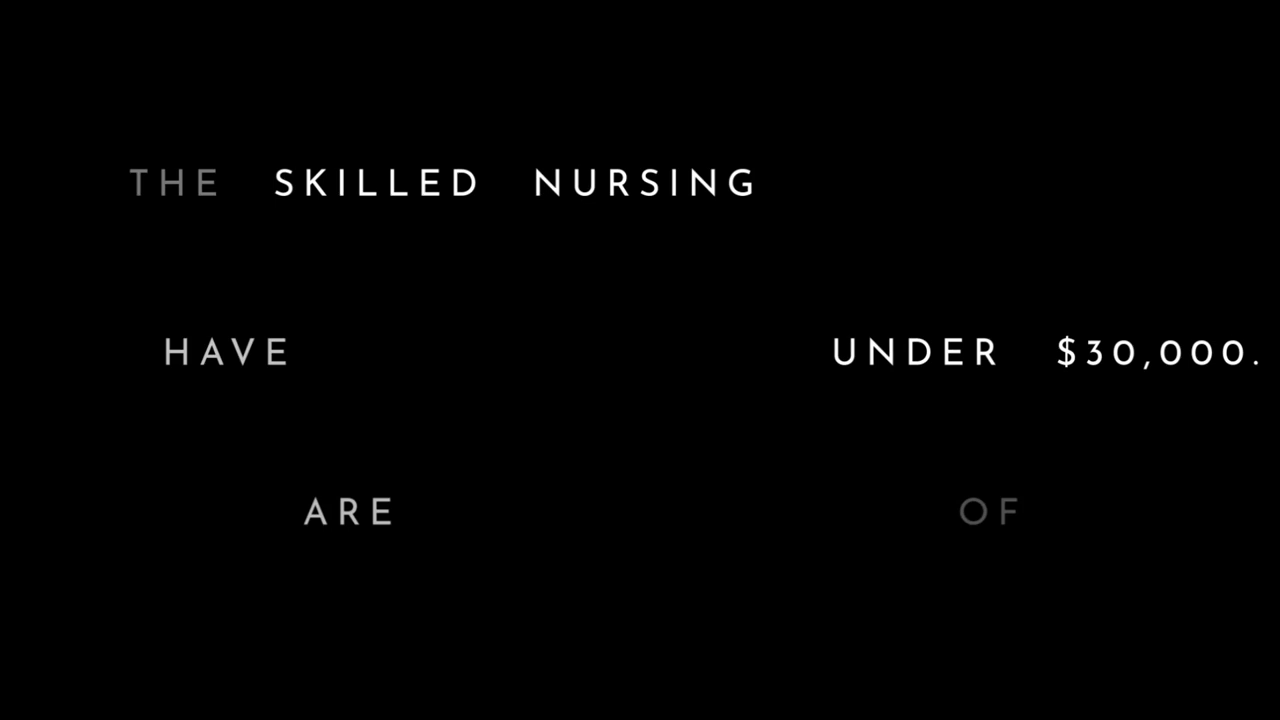 THE SKILLED NURSING
HAVE UNDER $30,000.
ARE OF